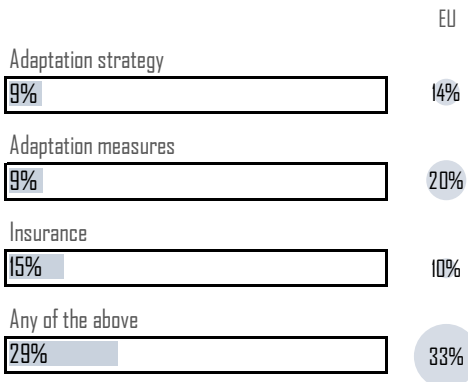 EU
Adaptation strategy
9% 14%
Adaptation measures
9% 20%
Insurance
15% 10%
Any of the above
29% 33%